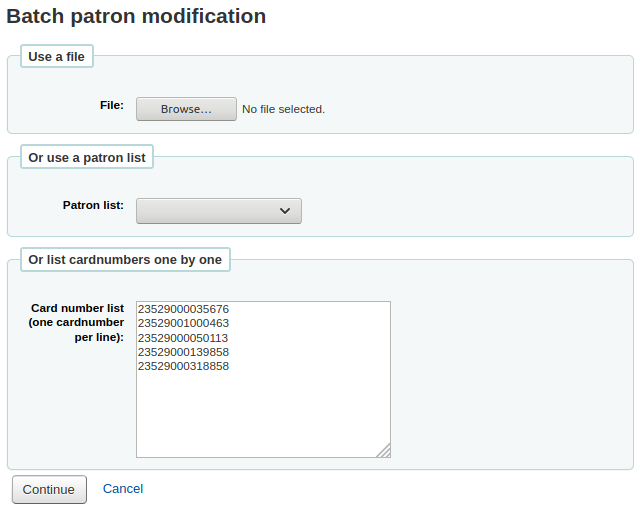 Batch patron modification
Use a file
File: Browse... No file selected.
Or use a patron list
Patron list:
Or list cardnumbers one by one
Card number list
(one cardnumber
per line):
23529000035676
23529001000463
23529000050113
23529000139858
23529000318858
Continue Cancel